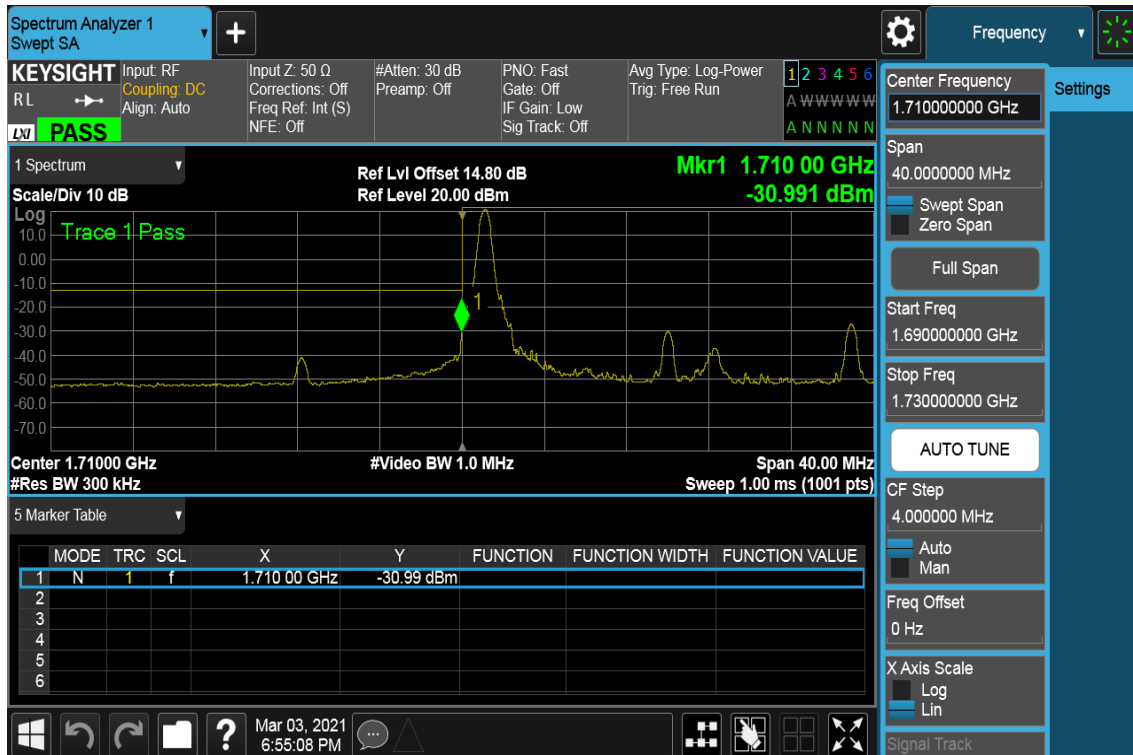 Spectrum Analyzer 1
Swept SA
+
Frequency
KEYSIGHT
RL
LXI PASS
Input: RF
Coupling: DC
Align: Auto
Input Z: 50 Ω
Corrections: Off
Freq Ref: Int (S)
NFE: Off
#Atten: 30 dB
Preamp: Off
PNO: Fast
Gate: Off
IF Gain: Low
Sig Track: Off
Avg Type: Log-Power
Trig: Free Run
1 2 3 4 5 6
A W W W W W
A N N N N N
1 Spectrum
Scale/Div 10 dB
Ref Lvl Offset 14.80 dB
Ref Level 20.00 dBm
Mkr1 1.710 00 GHz
-30.991 dBm
Log
Trace 1 Pass
10.0
0.00
-10.0
1
-20.0
-30.0
-40.0
-50.0
-60.0
-70.0
Center 1.71000 GHz
#Video BW 1.0 MHz
Span 40.00 MHz
#Res BW 300 kHz
Sweep 1.00 ms (1001 pts)
5 Marker Table
MODE TRC SCL X Y FUNCTION FUNCTION WIDTH FUNCTION VALUE
1 N 1 f 1.710 00 GHz -30.99 dBm
2
3
4
5
6
Center Frequency
1.710000000 GHz
Settings
Span
40.0000000 MHz
Swept Span
Zero Span
Full Span
Start Freq
1.690000000 GHz
Stop Freq
1.730000000 GHz
AUTO TUNE
CF Step
4.000000 MHz
Auto
Man
Freq Offset
0 Hz
X Axis Scale
Log
Lin
Signal Track
?
Mar 03, 2021
6:55:08 PM